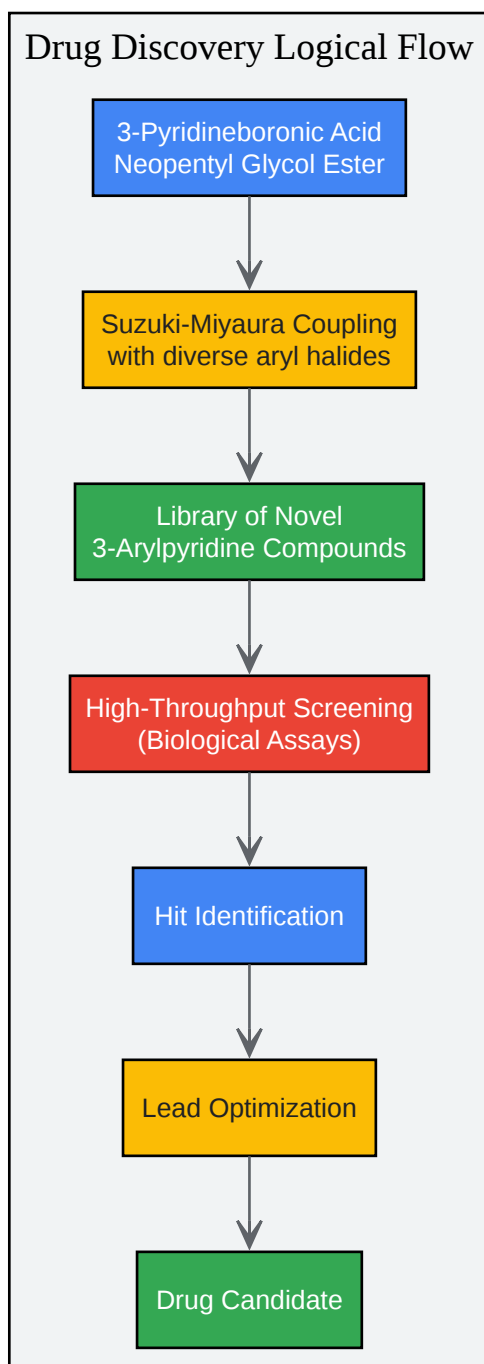 Drug Discovery Logical Flow
3-Pyridineboronic Acid
Neopentyl Glycol Ester
Suzuki-Miyaura Coupling
with diverse aryl halides
Library of Novel
3-Arylpyridine Compounds
High-Throughput Screening
(Biological Assays)
Hit Identification
Lead Optimization
Drug Candidate